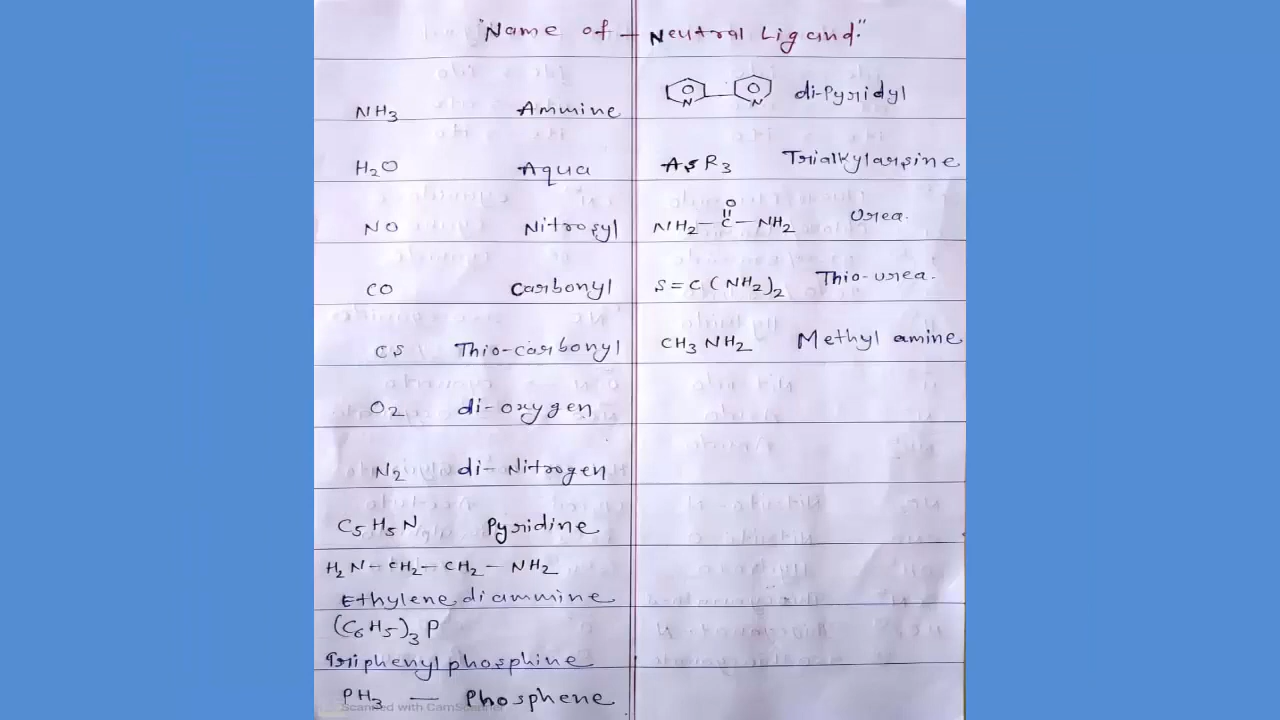 "Name of – Neutral Ligand."
NH3 Ammine
H2O Aqua
NO Nitrosyl
CO Carbonyl
CS Thio-carbonyl
O2 di-oxygen
N2 di-Nitrogen
C5H5N Pyridine
H2N-CH2-CH2-NH2
Ethylene diammine
(C6H5)3P
Triphenylphosphine
PH3 — Phosphene
Scanned with CamScanner
N N di-Pyridyl
AsR3 Trialkylarsine
O
NH2-C-NH2 Urea.
S=C(NH2)2 Thio-urea.
CH3NH2 Methyl amine